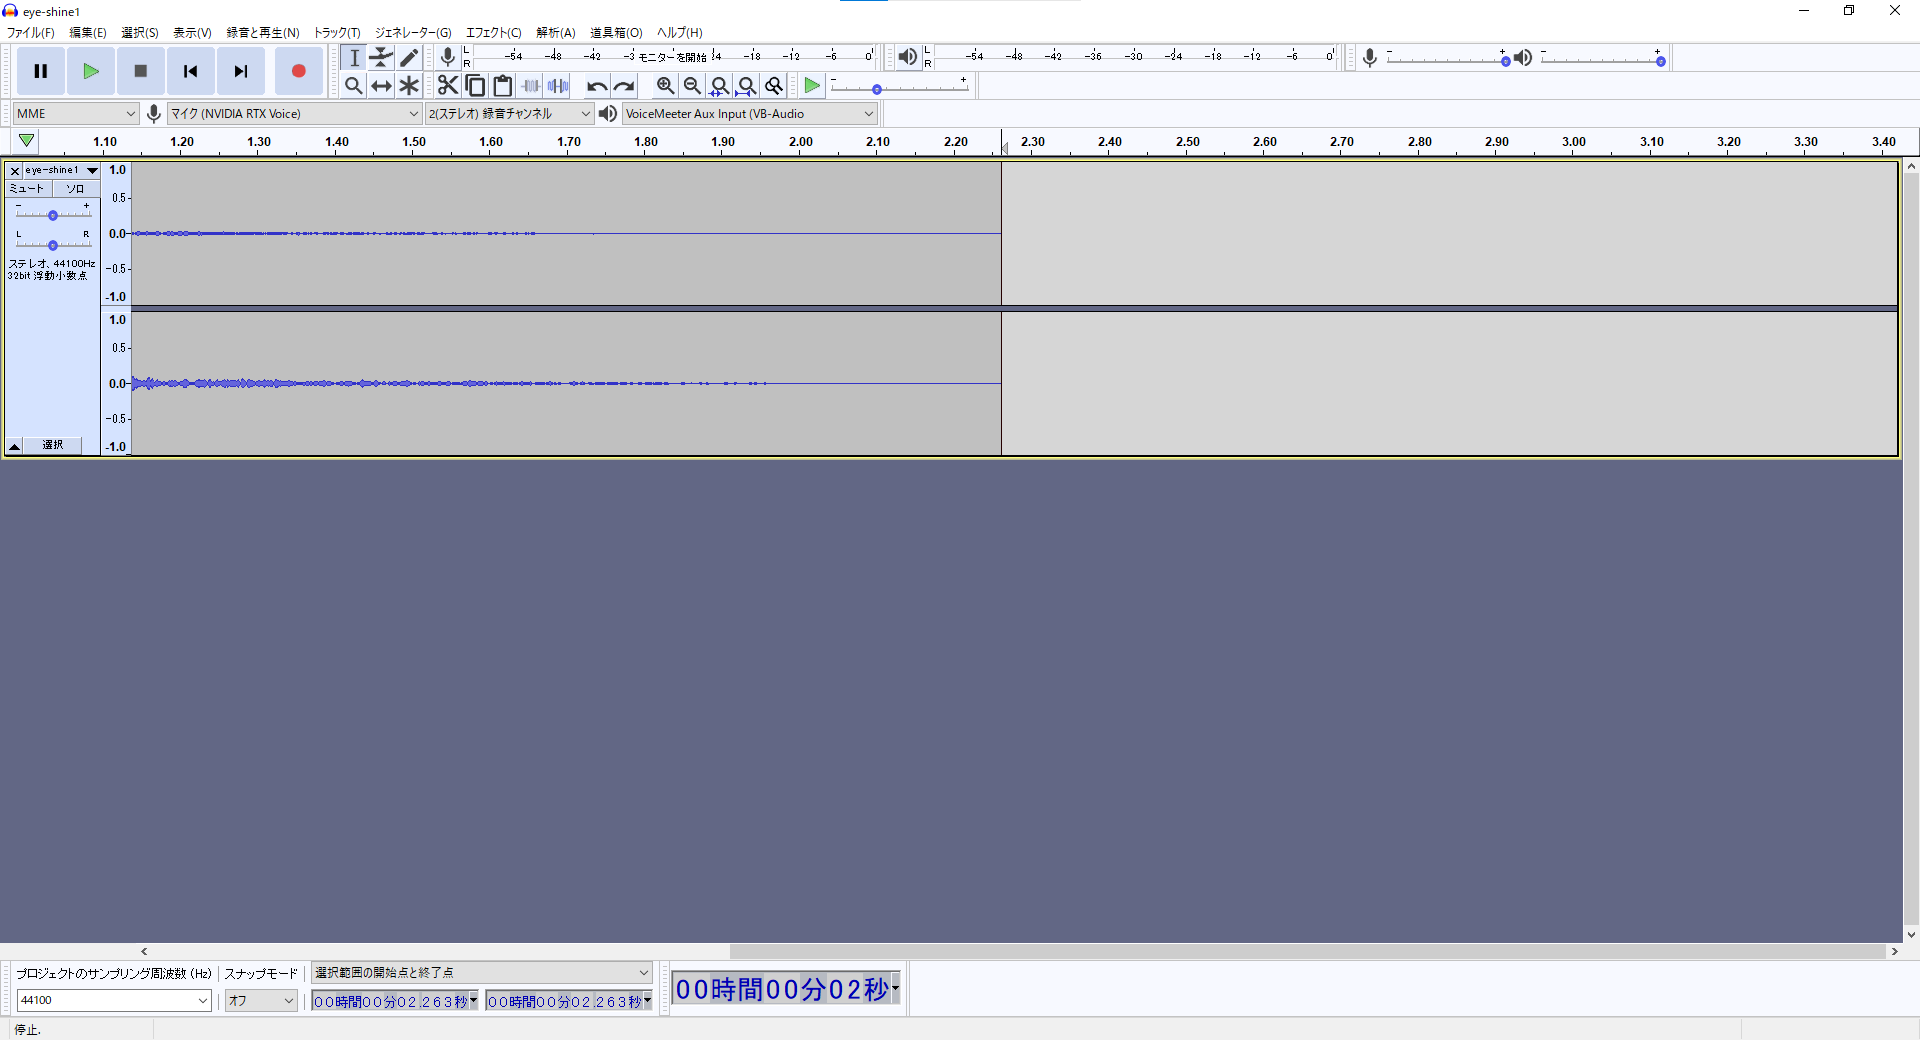 eye-shine1
ファイル(F) 編集(E) 選択(S) 表示(V) 録音と再生(N) トラック(T) ジェネレーター(G) エフェクト(C) 解析(A) 道具箱(O) ヘルプ(H)
L
R
-54 -48 -42 -3 モニターを開始 !4 -18 -12 -6 0
L
R
-54 -48 -42 -36 -30 -24 -18 -12 -6 0
- +
- +
- +
MME
マイク (NVIDIA RTX Voice)
2(ステレオ) 録音チャンネル
VoiceMeeter Aux Input (VB-Audio
1.10 1.20 1.30 1.40 1.50 1.60 1.70 1.80 1.90 2.00 2.10 2.20 2.30 2.40 2.50 2.60 2.70 2.80 2.90 3.00 3.10 3.20 3.30 3.40
× eye-shine1
ミュート ソロ
- +
L R
ステレオ, 44100Hz
32bit 浮動小数点
選択
1.0
0.5
0.0
-0.5
-1.0
1.0
0.5
0.0
-0.5
-1.0
プロジェクトのサンプリング周波数 (Hz)
スナップモード
選択範囲の開始点と終了点
44100
オフ
00時間00分02.263秒
00時間00分02.263秒
00時間00分02秒
停止.